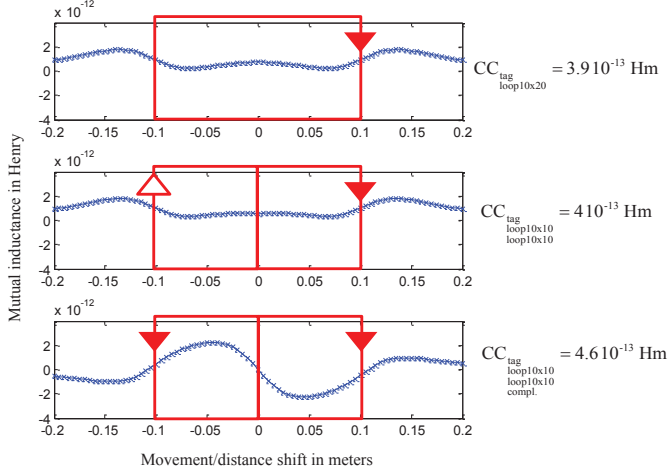 x 10⁻¹²
2
0
-2
-4
-0.2 -0.15 -0.1 -0.05 0 0.05 0.1 0.15 0.2
CC tag loop10x20 = 3.910⁻¹³ Hm
x 10⁻¹²
2
0
-2
-4
-0.2 -0.15 -0.1 -0.05 0 0.05 0.1 0.15 0.2
CC tag loop10x10 loop10x10 = 410⁻¹³ Hm
x 10⁻¹²
2
0
-2
-4
-0.2 -0.15 -0.1 -0.05 0 0.05 0.1 0.15 0.2
CC tag loop10x10 loop10x10 compl. = 4.610⁻¹³ Hm
Mutual inductance in Henry
Movement/distance shift in meters